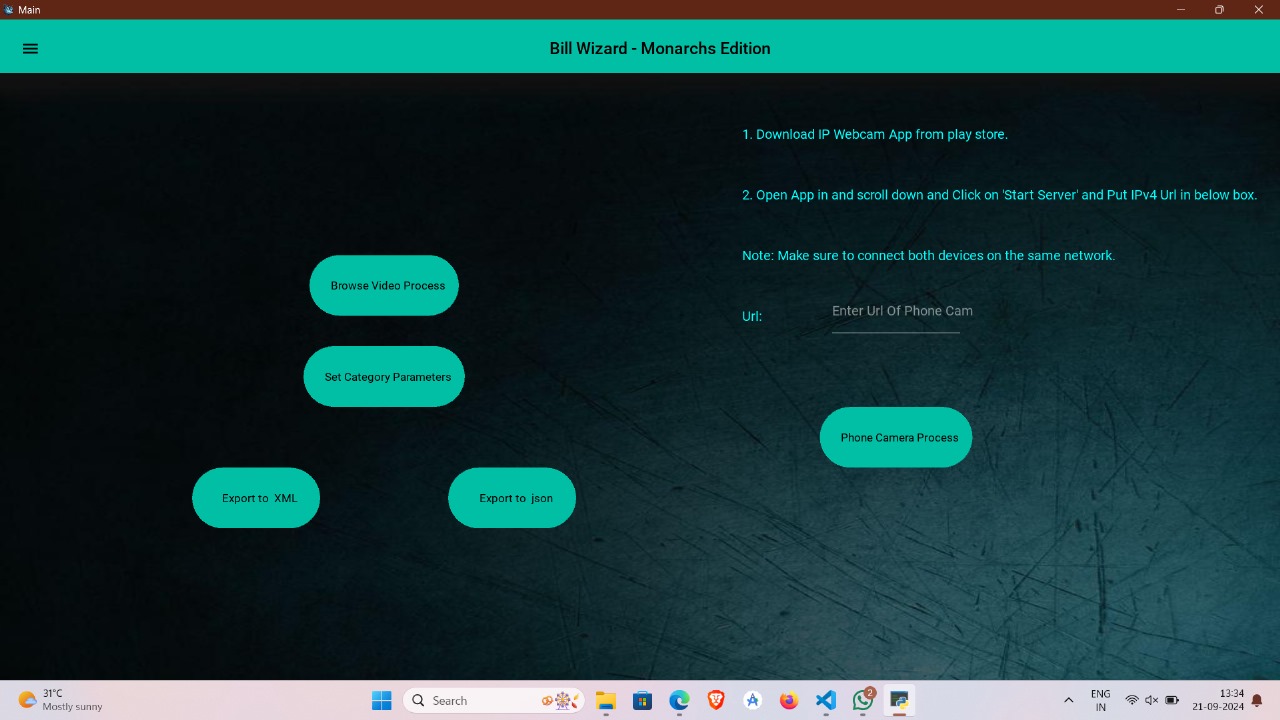 Main
Bill Wizard - Monarchs Edition
1. Download IP Webcam App from play store.
2. Open App in and scroll down and Click on 'Start Server' and Put IPv4 Url in below box.
Note: Make sure to connect both devices on the same network.
Browse Video Process
Url:
Enter Url Of Phone Cam
Set Category Parameters
Phone Camera Process
Export to  XML
Export to  json
31°C
Mostly sunny
Search
2
ENG
IN
13:34
21-09-2024